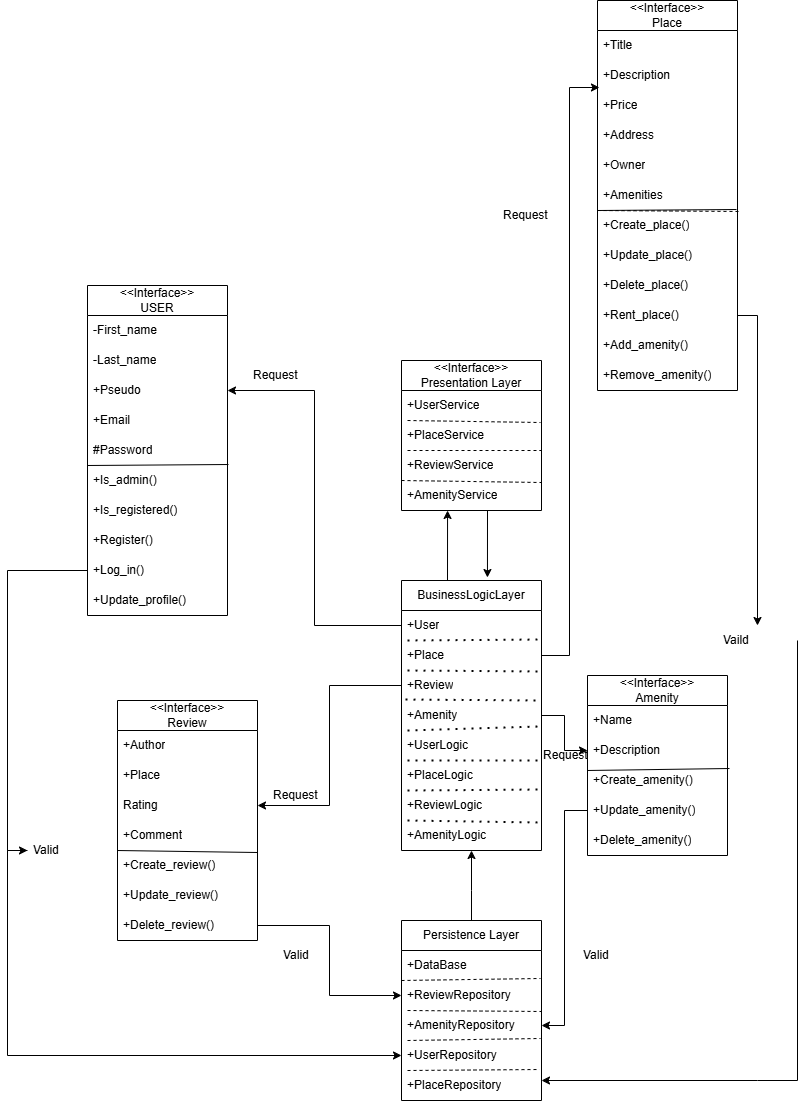 <<Interface>>
Place
+Title
+Description
+Price
+Address
+Owner
+Amenities
+Create_place()
+Update_place()
+Delete_place()
+Rent_place()
+Add_amenity()
+Remove_amenity()
Request
<<Interface>>
USER
-First_name
-Last_name
+Pseudo
+Email
#Password
+Is_admin()
+Is_registered()
+Register()
+Log_in()
+Update_profile()
Request
<<Interface>>
Presentation Layer
+UserService
+PlaceService
+ReviewService
+AmenityService
BusinessLogicLayer
+User
+Place
+Review
+Amenity
+UserLogic
+PlaceLogic
+ReviewLogic
+AmenityLogic
Vaild
<<Interface>>
Amenity
+Name
+Description
+Create_amenity()
+Update_amenity()
+Delete_amenity()
Request
<<Interface>>
Review
+Author
+Place
Rating
+Comment
+Create_review()
+Update_review()
+Delete_review()
Request
Valid
Valid
Valid
Persistence Layer
+DataBase
+ReviewRepository
+AmenityRepository
+UserRepository
+PlaceRepository